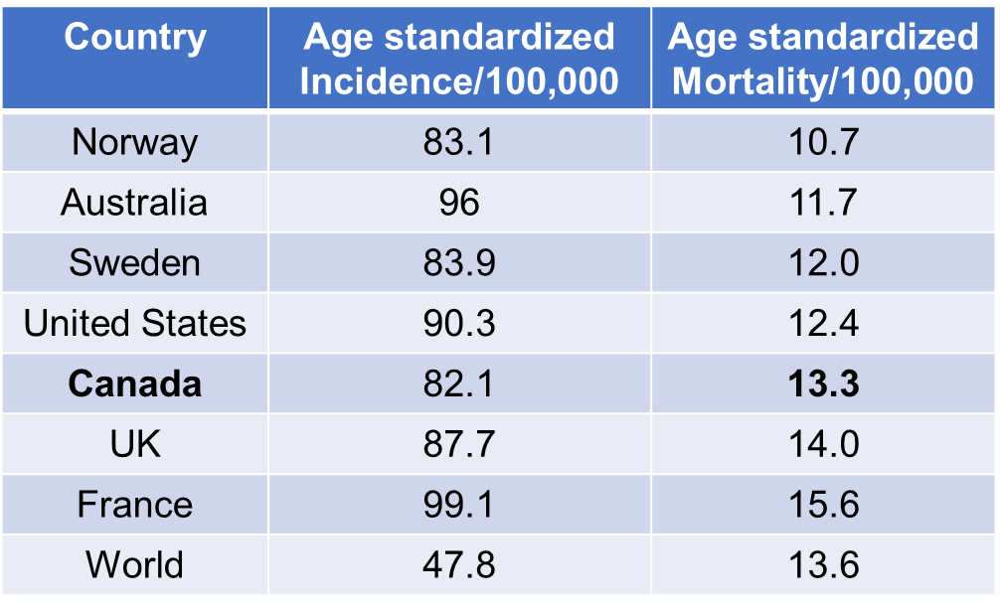 Country Age standardized Age standardized
Incidence/100,000 Mortality/100,000
Norway 83.1 10.7
Australia 96 11.7
Sweden 83.9 12.0
United States 90.3 12.4
Canada 82.1 13.3
UK 87.7 14.0
France 99.1 15.6
World 47.8 13.6